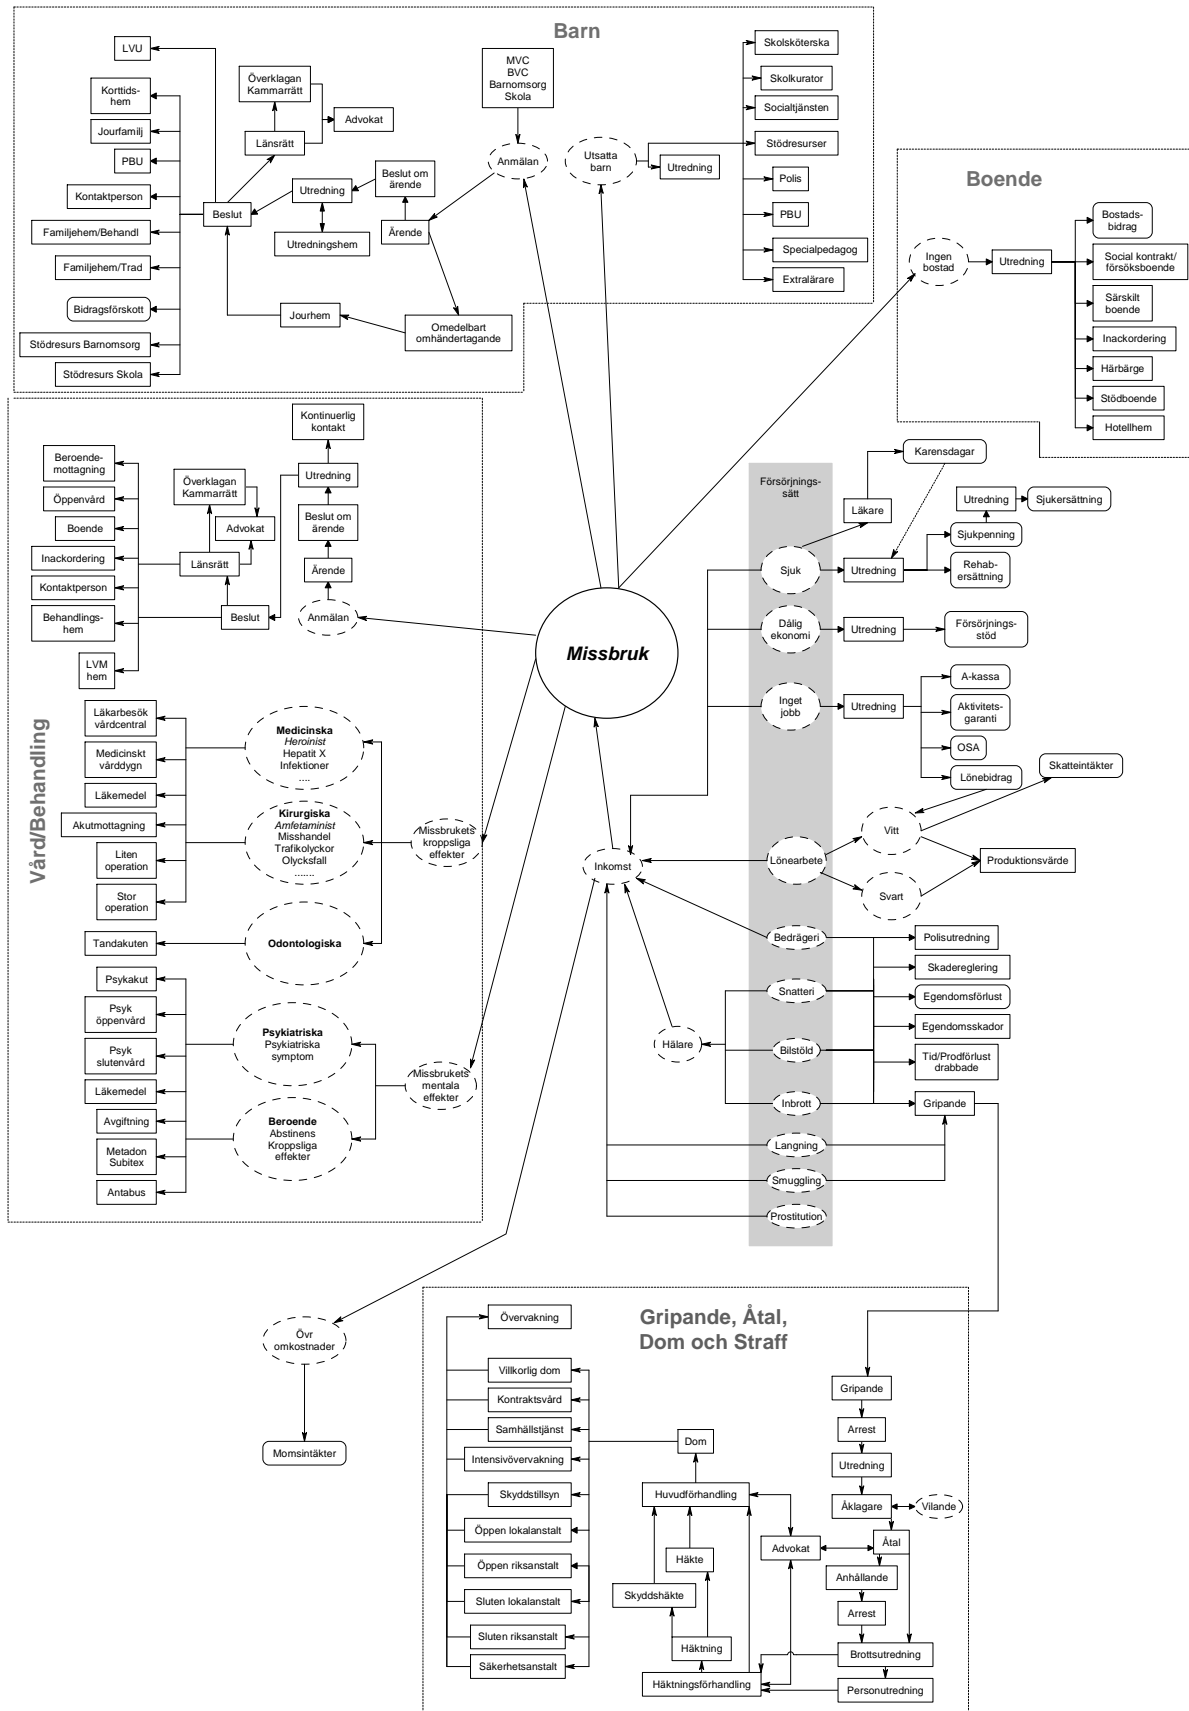 Barn
LVU
Korttids-
hem
Jourfamilj
PBU
Kontaktperson
Familjehem/Behandl
Familjehem/Trad
Bidragsförskott
Stödresurs Barnomsorg
Stödresurs Skola
Överklagan
Kammarrätt
Advokat
Länsrätt
Beslut
Utredning
Utredningshem
Beslut om
ärende
Ärende
Jourhem
Omedelbart
omhändertagande
MVC
BVC
Barnomsorg
Skola
Anmälan
Utsatta
barn
Utredning
Skolsköterska
Skolkurator
Socialtjänsten
Stödresurser
Polis
PBU
Specialpedagog
Extralärare
Boende
Ingen
bostad
Utredning
Bostads-
bidrag
Social kontrakt/
försöksboende
Särskilt
boende
Inackordering
Härbärge
Stödboende
Hotellhem
Vård/Behandling
Kontinuerlig
kontakt
Utredning
Beslut om
ärende
Ärende
Anmälan
Beroende-
mottagning
Öppenvård
Boende
Inackordering
Kontaktperson
Behandlings-
hem
LVM
hem
Överklagan
Kammarrätt
Advokat
Länsrätt
Beslut
Läkarbesök
vårdcentral
Medicinskt
vårddygn
Läkemedel
Akutmottagning
Liten
operation
Stor
operation
Tandakuten
Medicinska
Heroinist
Hepatit X
Infektioner
....
Kirurgiska
Amfetaminist
Misshandel
Trafikolyckor
Olycksfall
.......
Odontologiska
Missbrukets
kroppsliga
effekter
Psykakut
Psyk
öppenvård
Psyk
slutenvård
Läkemedel
Avgiftning
Metadon
Subitex
Antabus
Psykiatriska
Psykiatriska
symptom
Beroende
Abstinens
Kroppsliga
effekter
Missbrukets
mentala
effekter
Missbruk
Inkomst
Hälare
Försörjnings-
sätt
Sjuk
Dålig
ekonomi
Inget
jobb
Lönearbete
Bedrägeri
Snatteri
Bilstöld
Inbrott
Langning
Smuggling
Prostitution
Karensdagar
Läkare
Utredning
Sjukersättning
Utredning
Sjukpenning
Rehab-
ersättning
Utredning
Försörjnings-
stöd
Utredning
A-kassa
Aktivitets-
garanti
OSA
Lönebidrag
Skatteintäkter
Vitt
Svart
Produktionsvärde
Polisutredning
Skadereglering
Egendomsförlust
Egendomsskador
Tid/Prodförlust
drabbade
Gripande
Övr
omkostnader
Momsintäkter
Gripande, Åtal,
Dom och Straff
Övervakning
Villkorlig dom
Kontraktsvård
Samhällstjänst
Intensivövervakning
Skyddstillsyn
Öppen lokalanstalt
Öppen riksanstalt
Sluten lokalanstalt
Sluten riksanstalt
Säkerhetsanstalt
Dom
Huvudförhandling
Häkte
Skyddshäkte
Häktning
Häktningsförhandling
Advokat
Gripande
Arrest
Utredning
Åklagare
Vilande
Åtal
Anhållande
Arrest
Brottsutredning
Personutredning